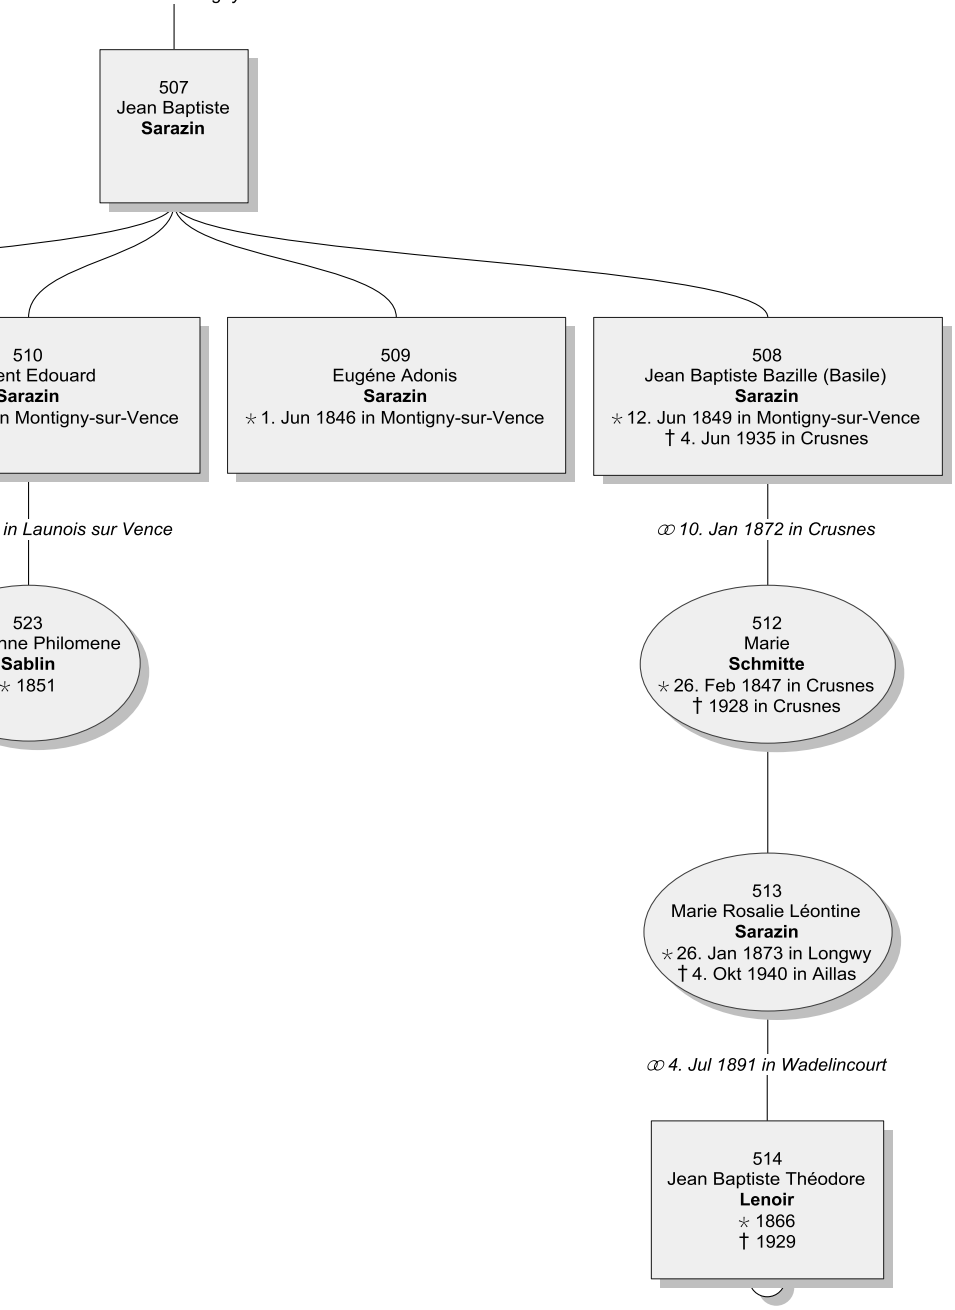 507
Jean Baptiste
Sarazin
510
Edouard
Sarazin
Montigny-sur-Vence
509
Eugéne Adonis
Sarazin
* 1. Jun 1846 in Montigny-sur-Vence
508
Jean Baptiste Bazille (Basile)
Sarazin
* 12. Jun 1849 in Montigny-sur-Vence
† 4. Jun 1935 in Crusnes
in Launois sur Vence
ꝏ 10. Jan 1872 in Crusnes
523
Philomene
Sablin
* 1851
512
Marie
Schmitte
* 26. Feb 1847 in Crusnes
† 1928 in Crusnes
513
Marie Rosalie Léontine
Sarazin
* 26. Jan 1873 in Longwy
† 4. Okt 1940 in Aillas
ꝏ 4. Jul 1891 in Wadelincourt
514
Jean Baptiste Théodore
Lenoir
* 1866
† 1929